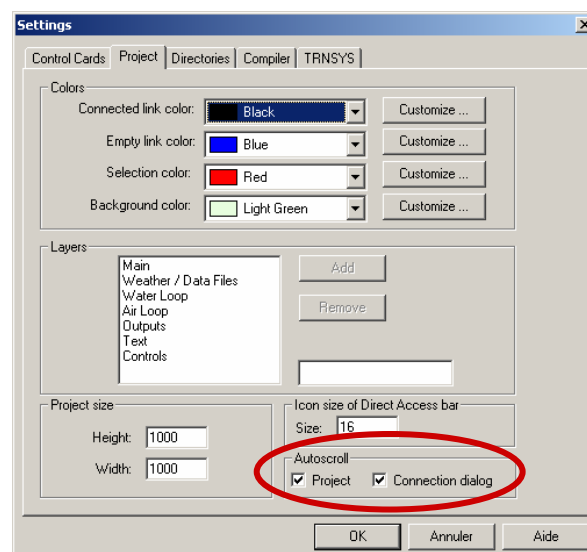 Settings
Control Cards Project Directories Compiler TRNSYS
Colors
Connected link color: Black Customize ...
Empty link color: Blue Customize ...
Selection color: Red Customize ...
Background color: Light Green Customize ...
Layers
Main
Weather / Data Files
Water Loop
Air Loop
Outputs
Text
Controls
Add
Remove
Project size
Height: 1000
Width: 1000
Icon size of Direct Access bar
Size: 16
Autoscroll
Project Connection dialog
OK Annuler Aide